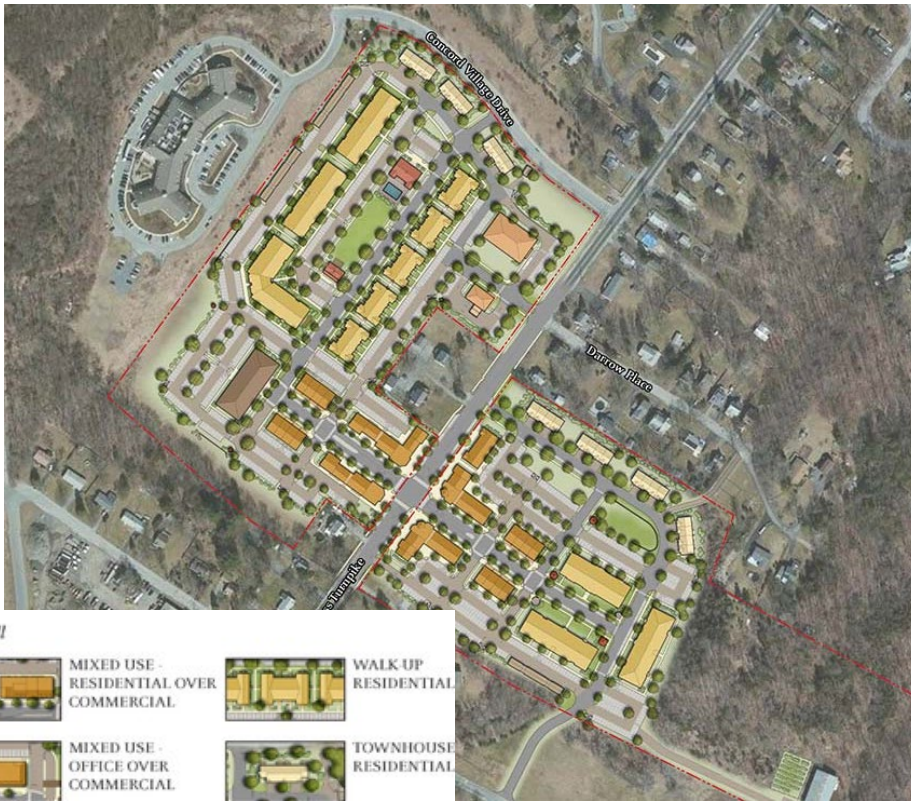 Concord Village Drive
Darrow Place
Turnpike
MIXED USE -
RESIDENTIAL OVER
COMMERCIAL
WALK-UP
RESIDENTIAL
MIXED USE -
OFFICE OVER
COMMERCIAL
TOWNHOUSE
RESIDENTIAL